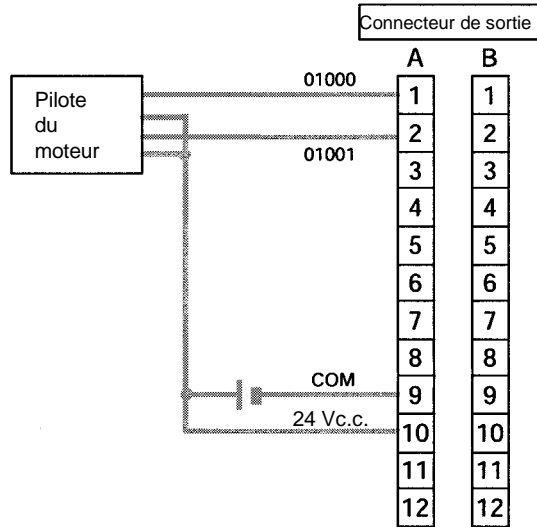 Connecteur de sortie
A B
01000
Pilote
du
moteur
01001
1 1
2 2
3 3
4 4
5 5
6 6
7 7
8 8
COM
9 9
24 Vc.c.
10 10
11 11
12 12